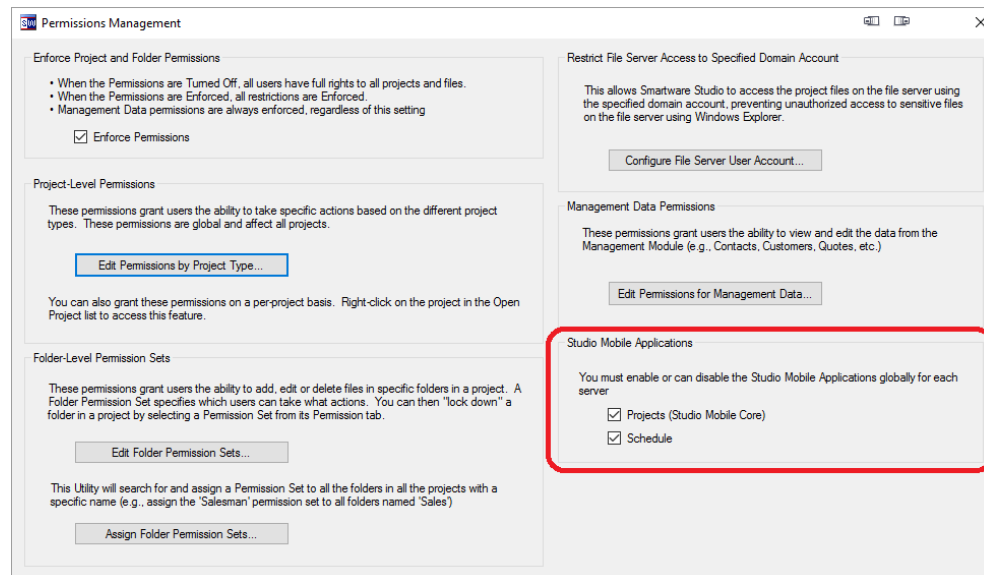 SW Permissions Management
Enforce Project and Folder Permissions
• When the Permissions are Turned Off, all users have full rights to all projects and files.
• When the Permissions are Enforced, all restrictions are Enforced.
• Management Data permissions are always enforced, regardless of this setting
Enforce Permissions
Project-Level Permissions
These permissions grant users the ability to take specific actions based on the different project
types. These permissions are global and affect all projects.
Edit Permissions by Project Type...
You can also grant these permissions on a per-project basis. Right-click on the project in the Open
Project list to access this feature.
Folder-Level Permission Sets
These permissions grant users the ability to add, edit or delete files in specific folders in a project. A
Folder Permission Set specifies which users can take what actions. You can then "lock down" a
folder in a project by selecting a Permission Set from its Permission tab.
Edit Folder Permission Sets...
This Utility will search for and assign a Permission Set to all the folders in all the projects with a
specific name (e.g., assign the 'Salesman' permission set to all folders named 'Sales')
Assign Folder Permission Sets...
Restrict File Server Access to Specified Domain Account
This allows Smartware Studio to access the project files on the file server using
the specified domain account, preventing unauthorized access to sensitive files
on the file server using Windows Explorer.
Configure File Server User Account...
Management Data Permissions
These permissions grant users the ability to view and edit the data from the
Management Module (e.g., Contacts, Customers, Quotes, etc.)
Edit Permissions for Management Data...
Studio Mobile Applications
You must enable or can disable the Studio Mobile Applications globally for each
server
Projects (Studio Mobile Core)
Schedule